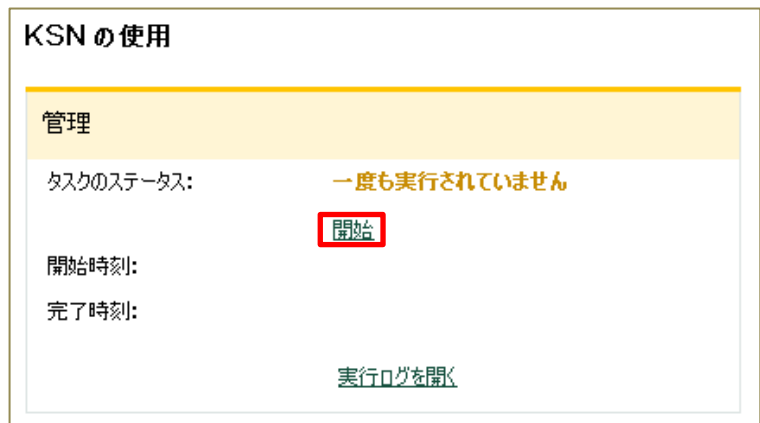 KSN の使用
管理
タスクのステータス: 一度も実行されていません
開始
開始時刻:
完了時刻:
実行ログを開く